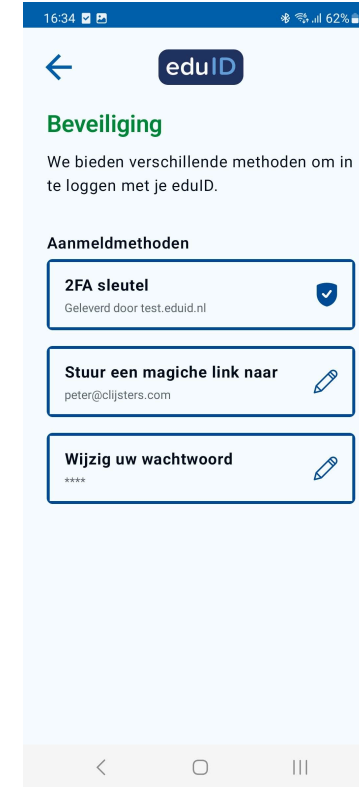 16:34 62%
eduID
Beveiliging
We bieden verschillende methoden om in
te loggen met je eduID.
Aanmeldmethoden
2FA sleutel
Geleverd door test.eduid.nl
Stuur een magiche link naar
peter@clijsters.com
Wijzig uw wachtwoord
****